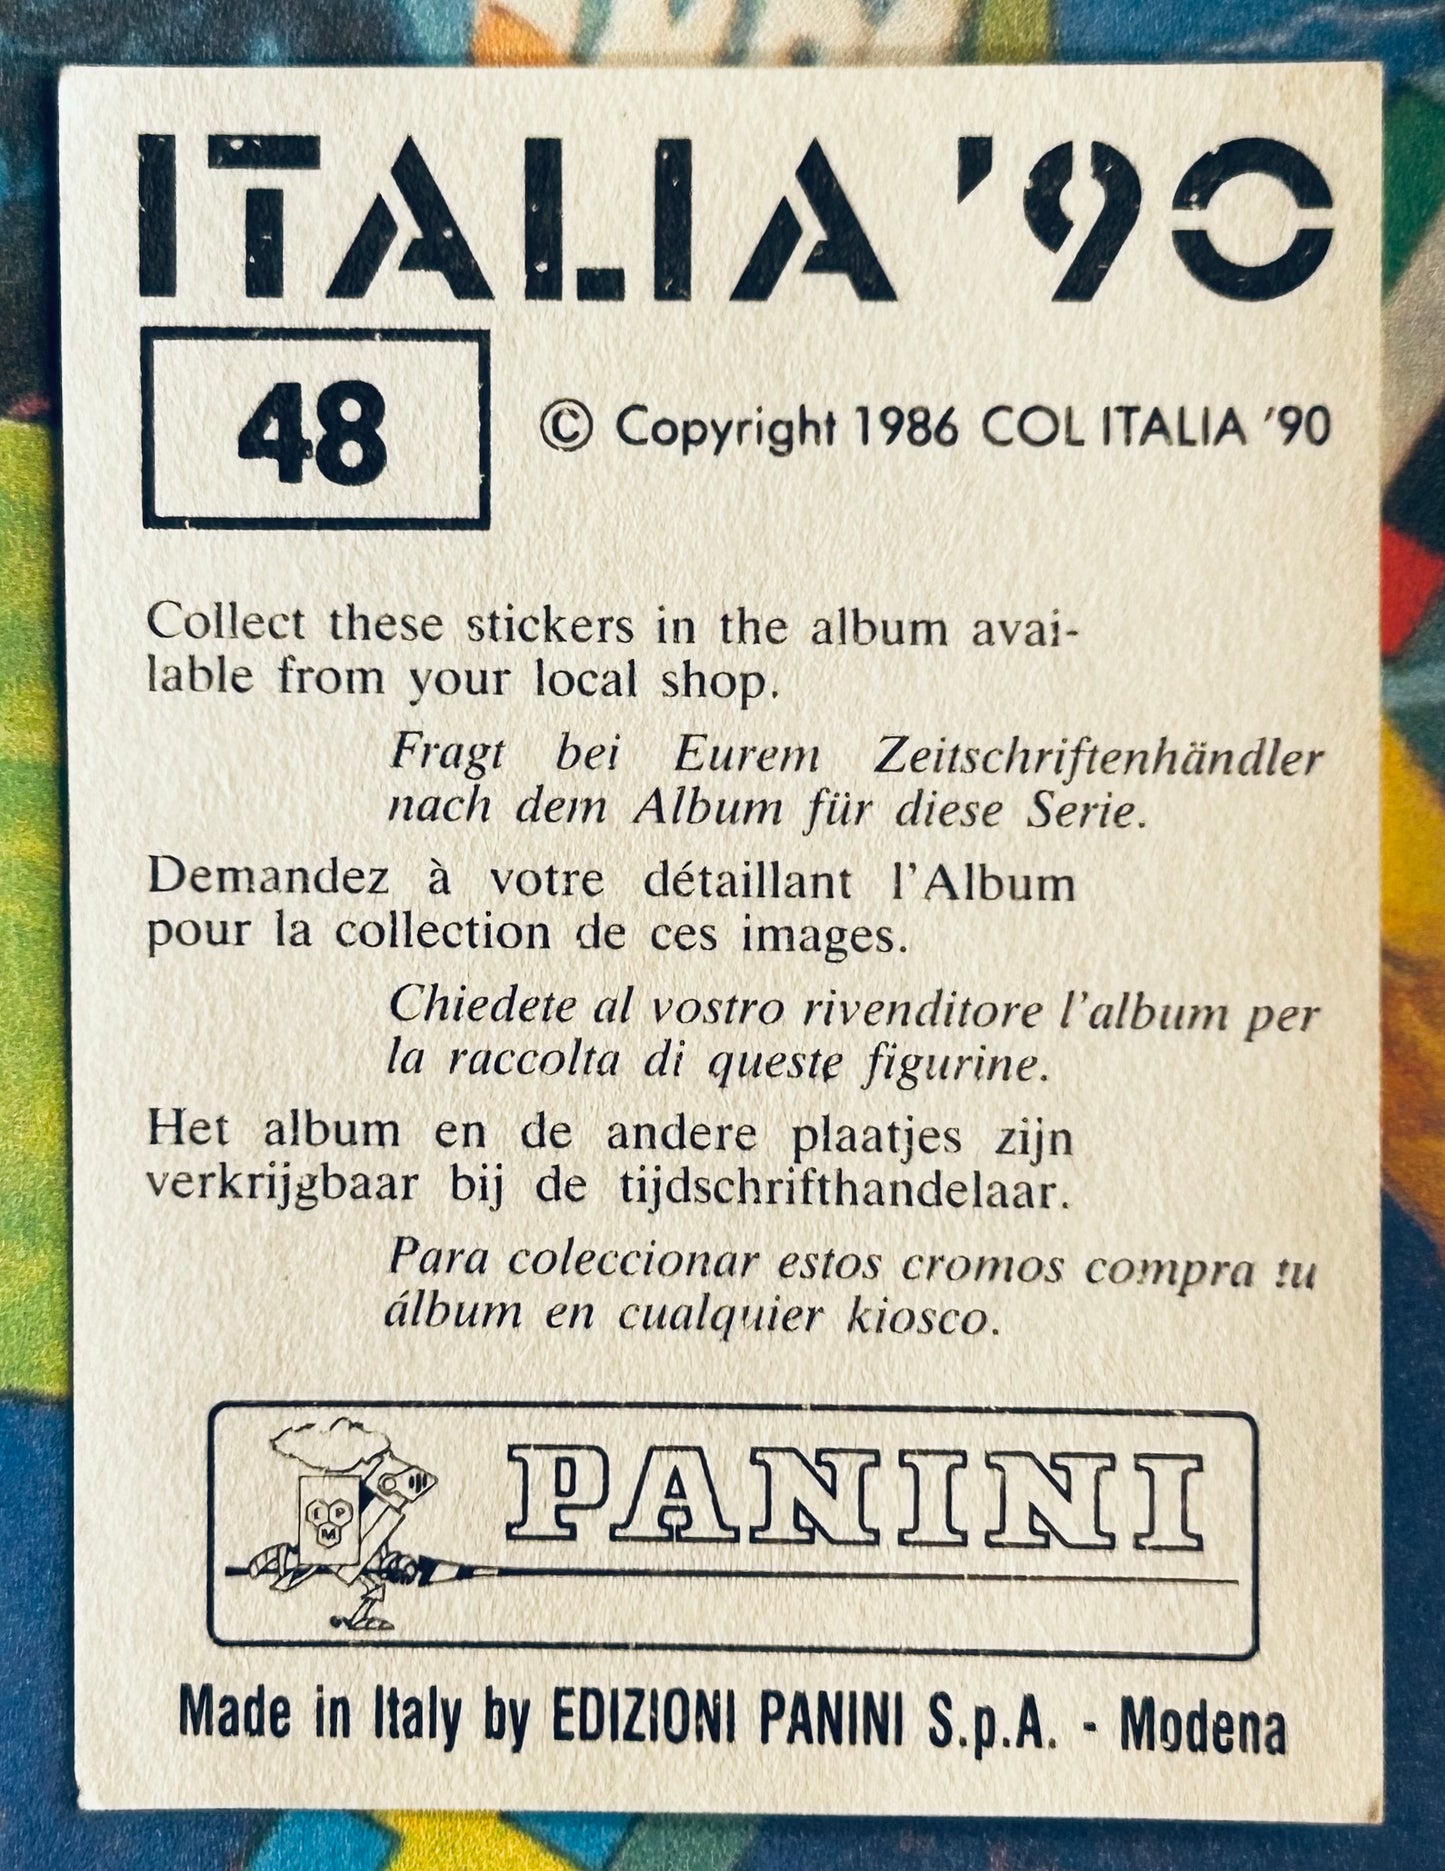 ITALIA '90
48
© Copyright 1986 COL ITALIA '90
Collect these stickers in the album avai-
lable from your local shop.
Fragt bei Eurem Zeitschriftenhändler
nach dem Album für diese Serie.
Demandez à votre détaillant l'Album
pour la collection de ces images.
Chiedete al vostro rivenditore l'album per
la raccolta di queste figurine.
Het album en de andere plaatjes zijn
verkrijgbaar bij de tijdschrifthandelaar.
Para coleccionar estos cromos compra tu
álbum en cualquier kiosco.
PANINI
Made in Italy by EDIZIONI PANINI S.p.A. - Modena